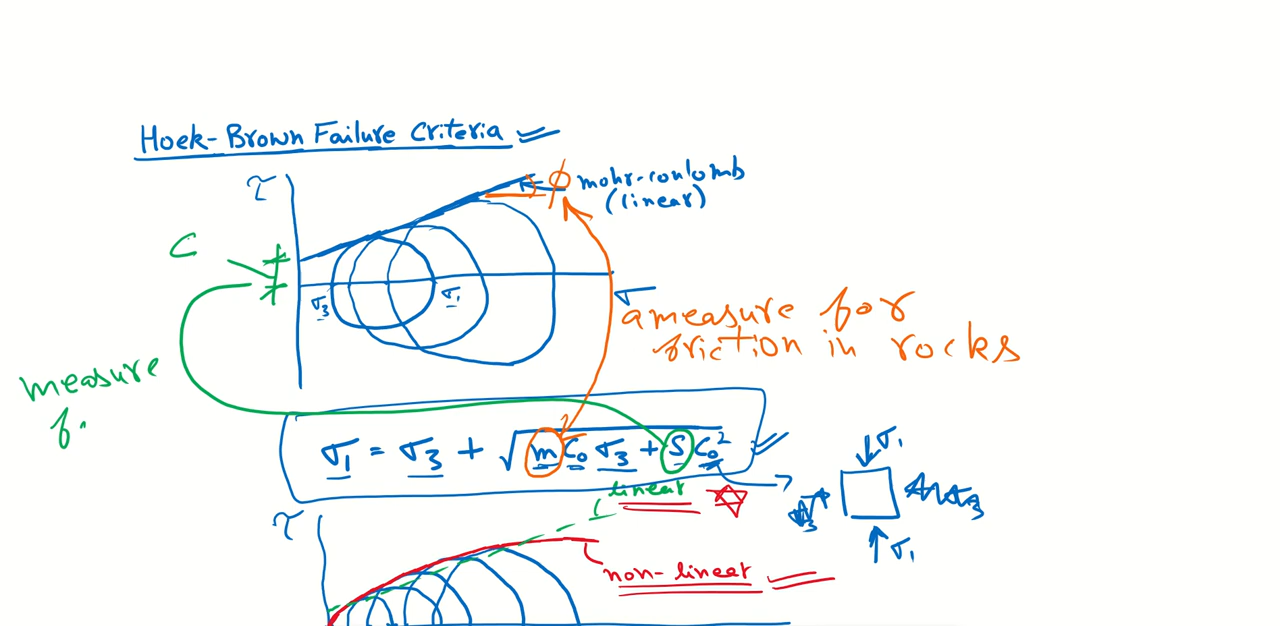 Hoek-Brown Failure Criteria
τ
ϕ mohr-coulomb
(linear)
C
σ3 σ1
σ
a measure for
friction in rocks
measure
f
σ1 = σ3 + √m C0 σ3 + S C0²
σ1
σ3
σ1
linear
τ
non-linear